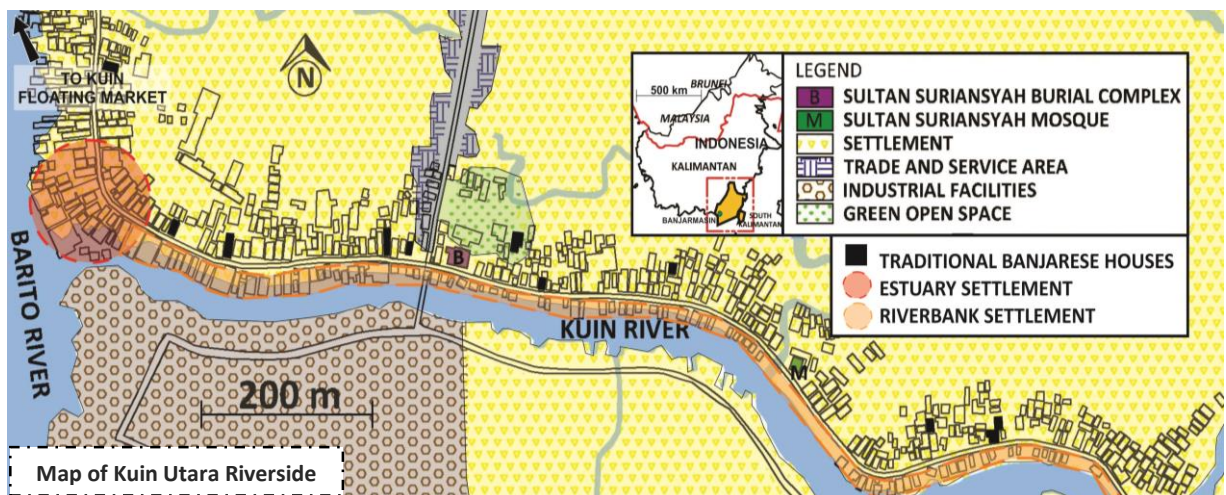 TO KUIN
FLOATING MARKET
N
500 km
BRUNEI
MALAYSIA
INDONESIA
KALIMANTAN
BANJARMASIN
SOUTH
KALIMANTAN
LEGEND
B SULTAN SURIANSYAH BURIAL COMPLEX
M SULTAN SURIANSYAH MOSQUE
SETTLEMENT
TRADE AND SERVICE AREA
INDUSTRIAL FACILITIES
GREEN OPEN SPACE
TRADITIONAL BANJARESE HOUSES
ESTUARY SETTLEMENT
RIVERBANK SETTLEMENT
B
BARITO RIVER
KUIN RIVER
M
200 m
Map of Kuin Utara Riverside